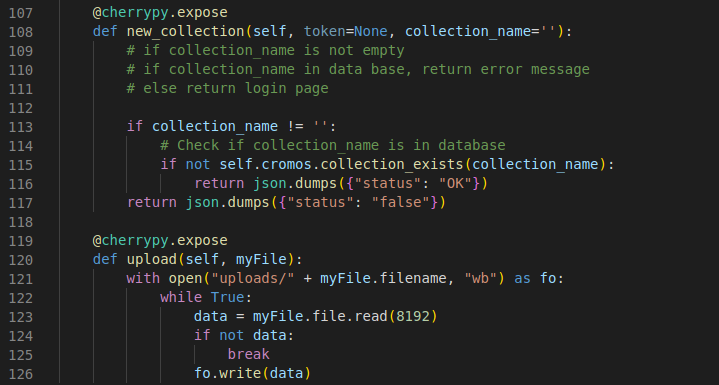 107 @cherrypy.expose
108 def new_collection(self, token=None, collection_name=''):
109 # if collection_name is not empty
110 # if collection_name in data base, return error message
111 # else return login page
112
113 if collection_name != '':
114 # Check if collection_name is in database
115 if not self.cromos.collection_exists(collection_name):
116 return json.dumps({"status": "OK"})
117 return json.dumps({"status": "false"})
118
119 @cherrypy.expose
120 def upload(self, myFile):
121 with open("uploads/" + myFile.filename, "wb") as fo:
122 while True:
123 data = myFile.file.read(8192)
124 if not data:
125 break
126 fo.write(data)